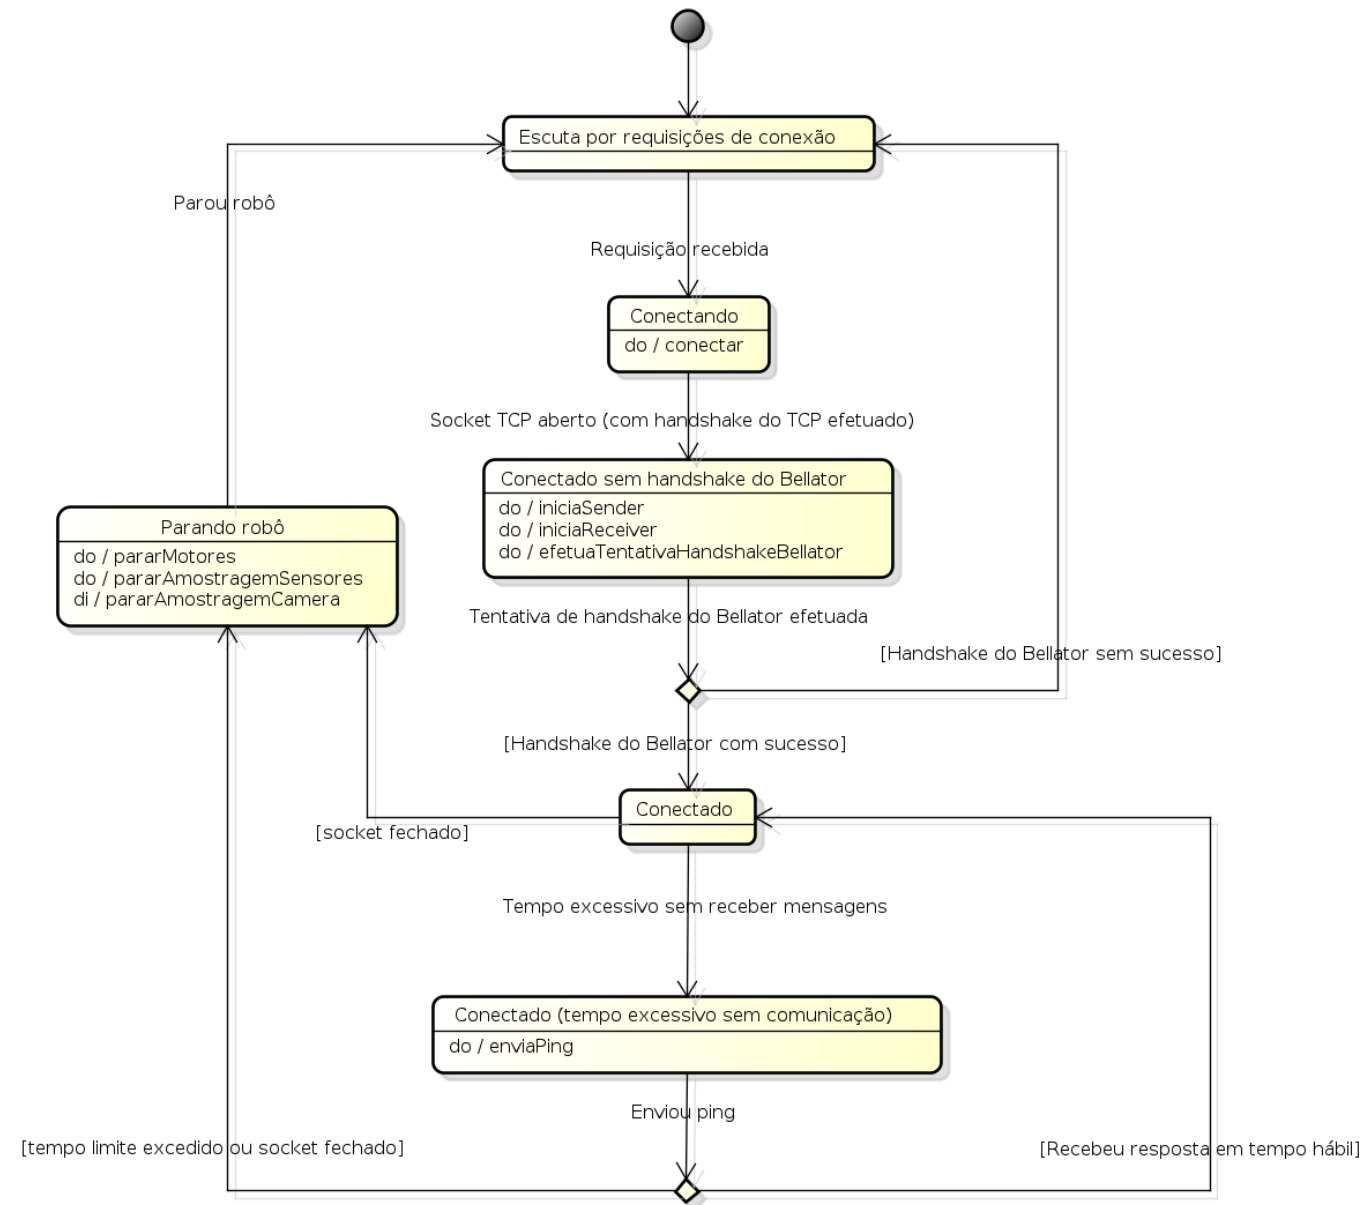 Escuta por requisições de conexão
Parou robô
Requisição recebida
Conectando
do / conectar
Socket TCP aberto (com handshake do TCP efetuado)
Conectado sem handshake do Bellator
do / iniciaSender
do / iniciaReceiver
do / efetuaTentativaHandshakeBellator
Parando robô
do / pararMotores
do / pararAmostragemSensores
di / pararAmostragemCamera
Tentativa de handshake do Bellator efetuada
[Handshake do Bellator sem sucesso]
[Handshake do Bellator com sucesso]
Conectado
[socket fechado]
Tempo excessivo sem receber mensagens
Conectado (tempo excessivo sem comunicação)
do / enviaPing
Enviou ping
[tempo limite excedido ou socket fechado]
[Recebeu resposta em tempo hábil]